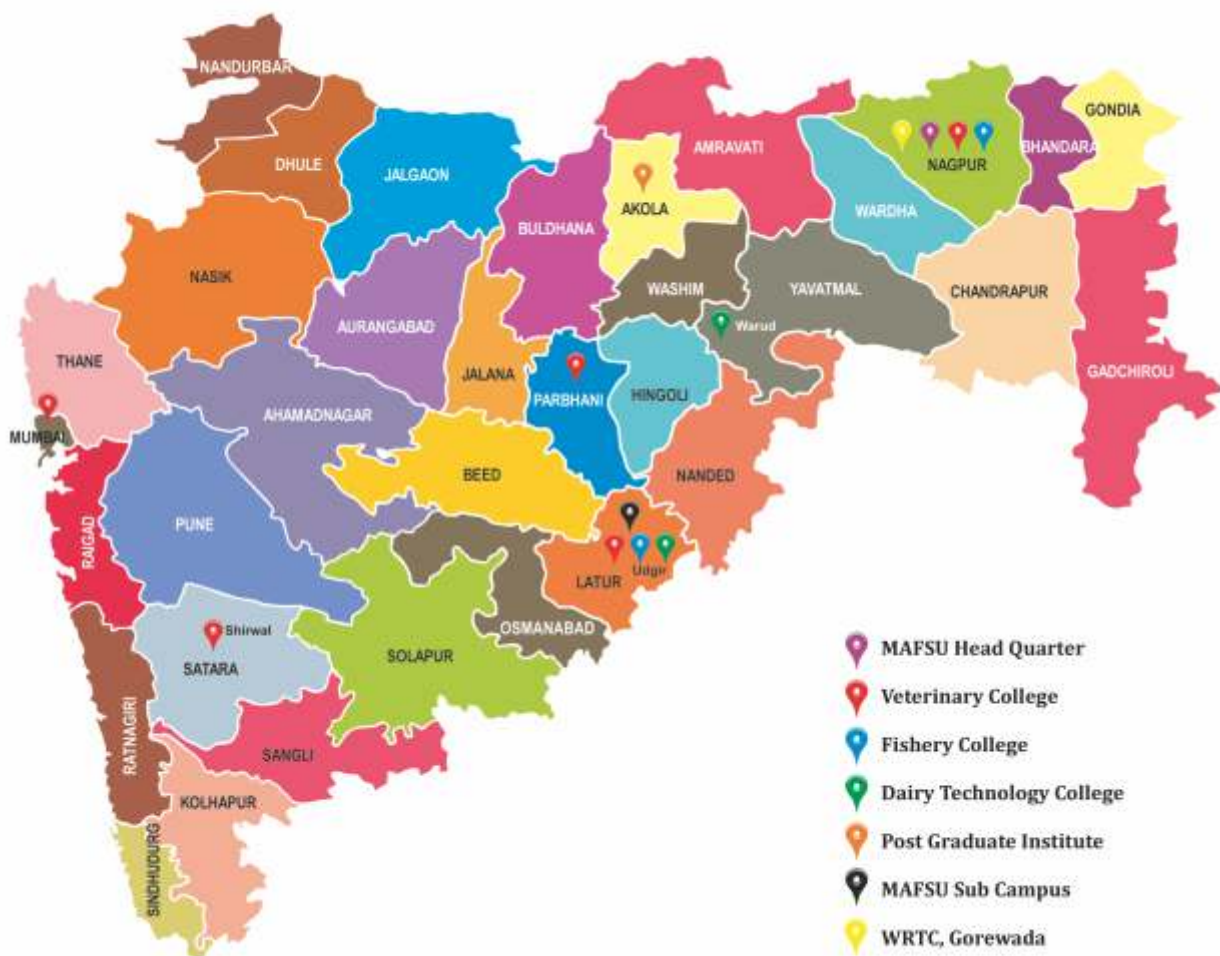 NANDURBAR
DHULE
JALGAON
NASIK
AURANGABAD
BULDHANA
AKOLA
AMRAVATI
WARDHA
NAGPUR
BHANDARA
GONDIA
WASHIM
YAVATMAL
Warud
CHANDRAPUR
GADCHIROLI
THANE
MUMBAI
AHAMADNAGAR
JALANA
PARBHANI
HINGOLI
NANDED
BEED
RAIGAD
PUNE
LATUR
Udgir
OSMANABAD
SOLAPUR
Shirwal
SATARA
RATNAGIRI
SANGLI
KOLHAPUR
SINDHUDURG
MAFSU Head Quarter
Veterinary College
Fishery College
Dairy Technology College
Post Graduate Institute
MAFSU Sub Campus
WRTC, Gorewada